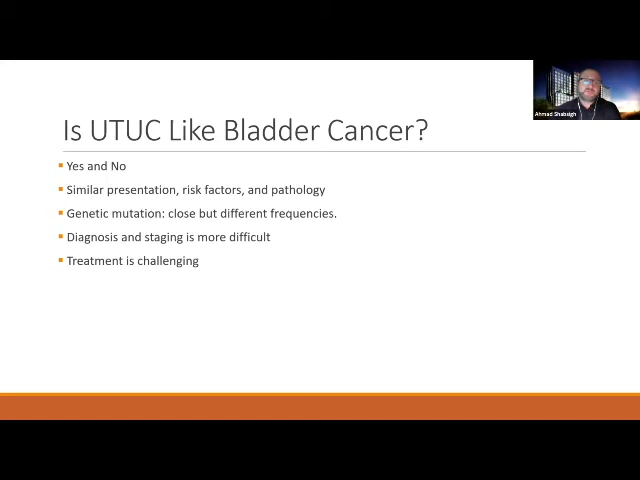 Is UTUC Like Bladder Cancer?
Yes and No
Similar presentation, risk factors, and pathology
Genetic mutation: close but different frequencies.
Diagnosis and staging is more difficult
Treatment is challenging
Ahmad Shabsigh